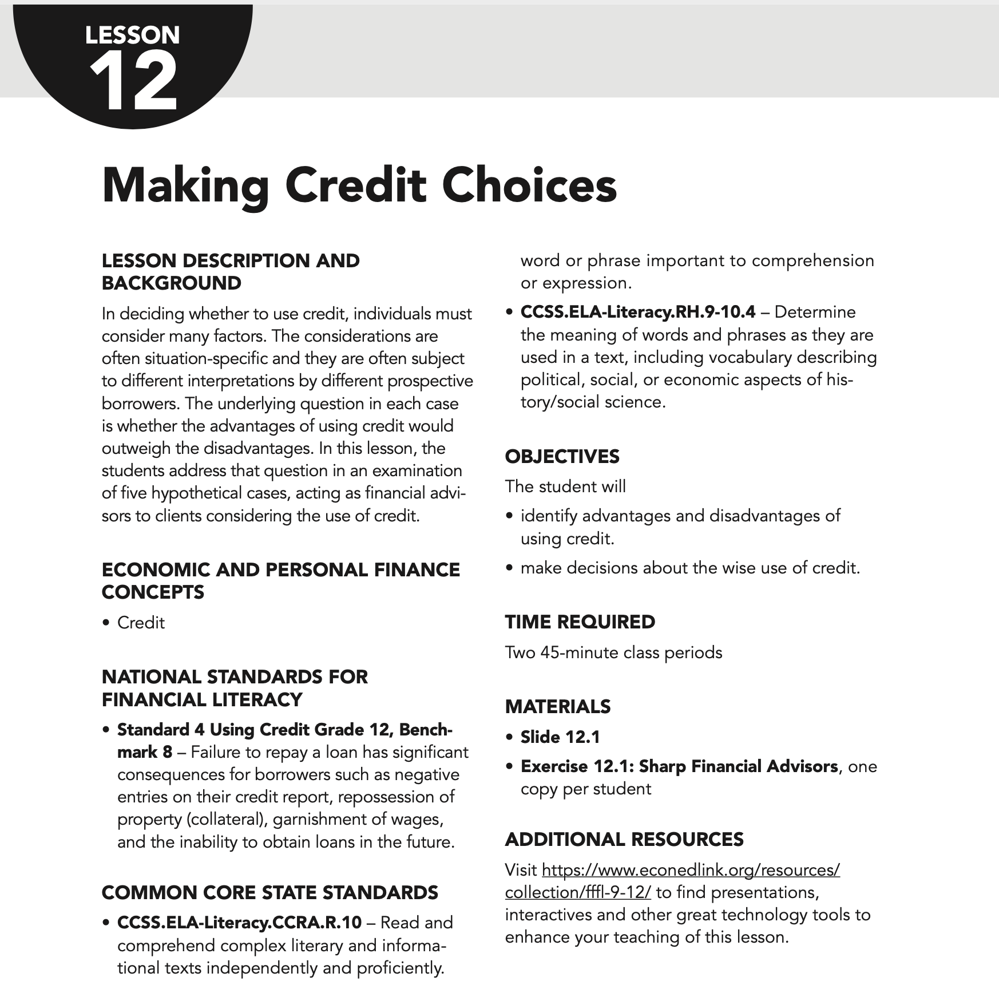 LESSON
12
Making Credit Choices
LESSON DESCRIPTION AND
BACKGROUND
In deciding whether to use credit, individuals must
consider many factors. The considerations are
often situation-specific and they are often subject
to different interpretations by different prospective
borrowers. The underlying question in each case
is whether the advantages of using credit would
outweigh the disadvantages. In this lesson, the
students address that question in an examination
of five hypothetical cases, acting as financial advi-
sors to clients considering the use of credit.
ECONOMIC AND PERSONAL FINANCE
CONCEPTS
• Credit
NATIONAL STANDARDS FOR
FINANCIAL LITERACY
• Standard 4 Using Credit Grade 12, Bench-
mark 8 – Failure to repay a loan has significant
consequences for borrowers such as negative
entries on their credit report, repossession of
property (collateral), garnishment of wages,
and the inability to obtain loans in the future.
COMMON CORE STATE STANDARDS
• CCSS.ELA-Literacy.CCRA.R.10 – Read and
comprehend complex literary and informa-
tional texts independently and proficiently.
word or phrase important to comprehension
or expression.
• CCSS.ELA-Literacy.RH.9-10.4 – Determine
the meaning of words and phrases as they are
used in a text, including vocabulary describing
political, social, or economic aspects of his-
tory/social science.
OBJECTIVES
The student will
• identify advantages and disadvantages of
using credit.
• make decisions about the wise use of credit.
TIME REQUIRED
Two 45-minute class periods
MATERIALS
• Slide 12.1
• Exercise 12.1: Sharp Financial Advisors, one
copy per student
ADDITIONAL RESOURCES
Visit https://www.econedlink.org/resources/
collection/fffl-9-12/ to find presentations,
interactives and other great technology tools to
enhance your teaching of this lesson.